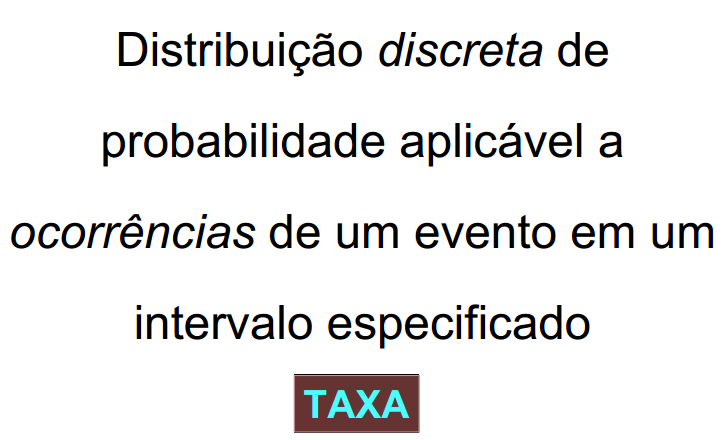 Distribuição discreta de
probabilidade aplicável a
ocorrências de um evento em um
intervalo especificado
TAXA